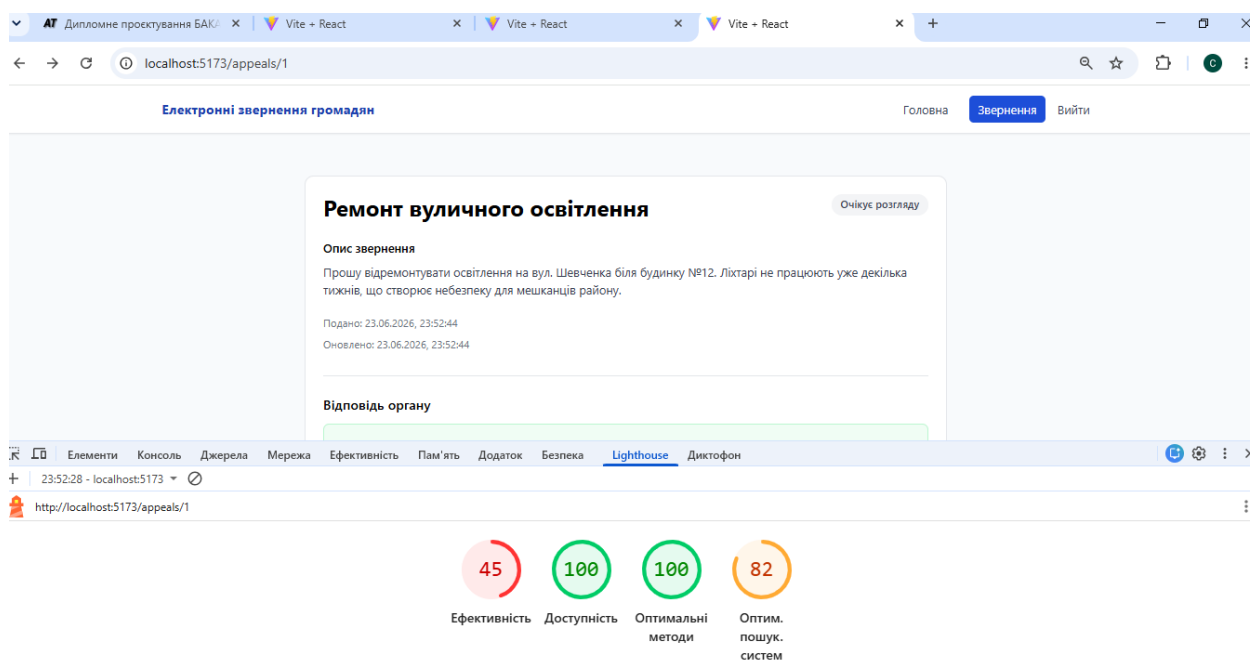 Дипломне проєктування БАКА
Vite + React
Vite + React
Vite + React
localhost:5173/appeals/1
C
Електронні звернення громадян
Головна
Звернення
Вийти
Ремонт вуличного освітлення
Очікує розгляду
Опис звернення
Прошу відремонтувати освітлення на вул. Шевченка біля будинку №12. Ліхтарі не працюють уже декілька
тижнів, що створює небезпеку для мешканців району.
Подано: 23.06.2026, 23:52:44
Оновлено: 23.06.2026, 23:52:44
Відповідь органу
Елементи Консоль Джерела Мережа Ефективність Пам'ять Додаток Безпека Lighthouse Диктофон
23:52:28 - localhost:5173
http://localhost:5173/appeals/1
45
100
100
82
Ефективність
Доступність
Оптимальні
методи
Оптим.
пошук.
систем